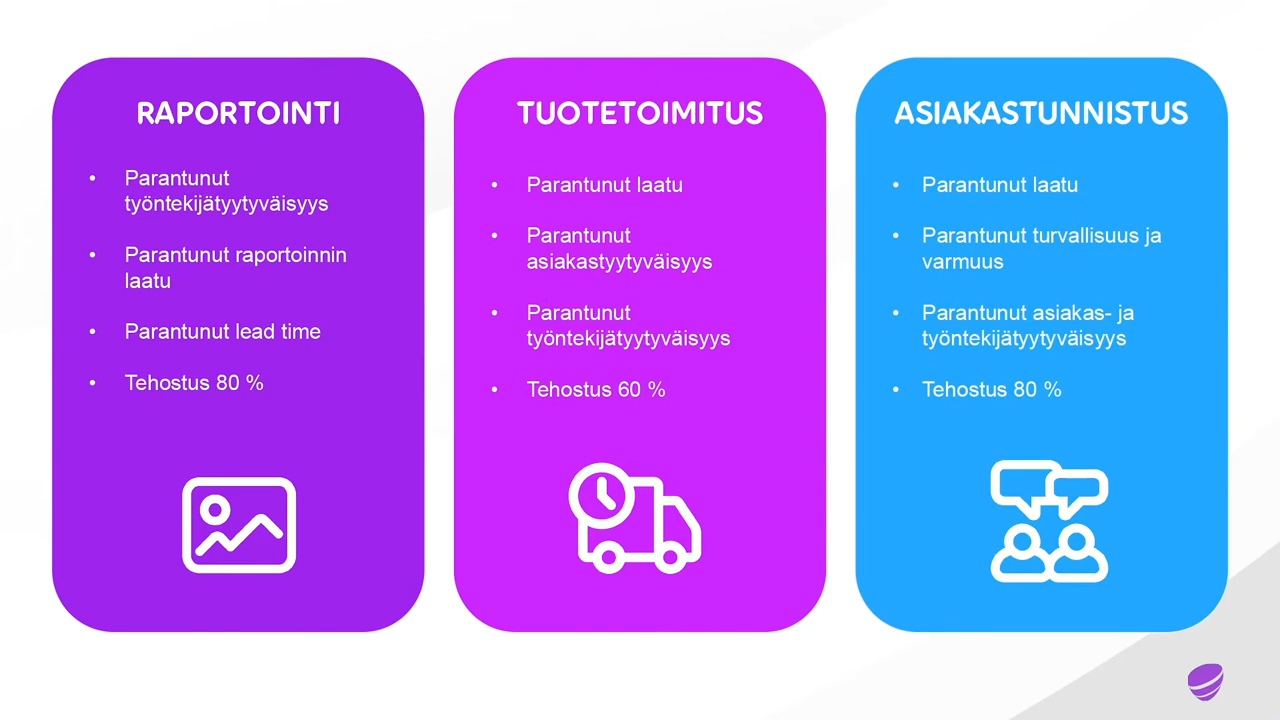 RAPORTOINTI
• Parantunut
työntekijätyytyväisyys
• Parantunut raportoinnin
laatu
• Parantunut lead time
• Tehostus 80 %
TUOTETOIMITUS
• Parantunut laatu
• Parantunut
asiakastyytyväisyys
• Parantunut
työntekijätyytyväisyys
• Tehostus 60 %
ASIAKASTUNNISTUS
• Parantunut laatu
• Parantunut turvallisuus ja
varmuus
• Parantunut asiakas- ja
työntekijätyytyväisyys
• Tehostus 80 %